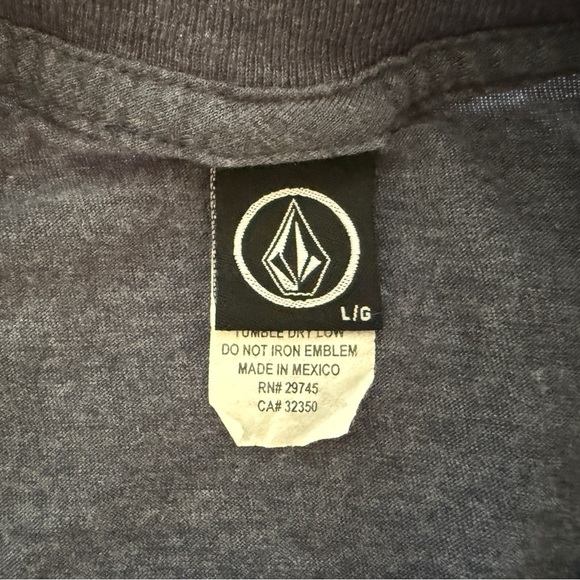 L/G
TUMBLE DRY LOW
DO NOT IRON EMBLEM
MADE IN MEXICO
RN# 29745
CA# 32350